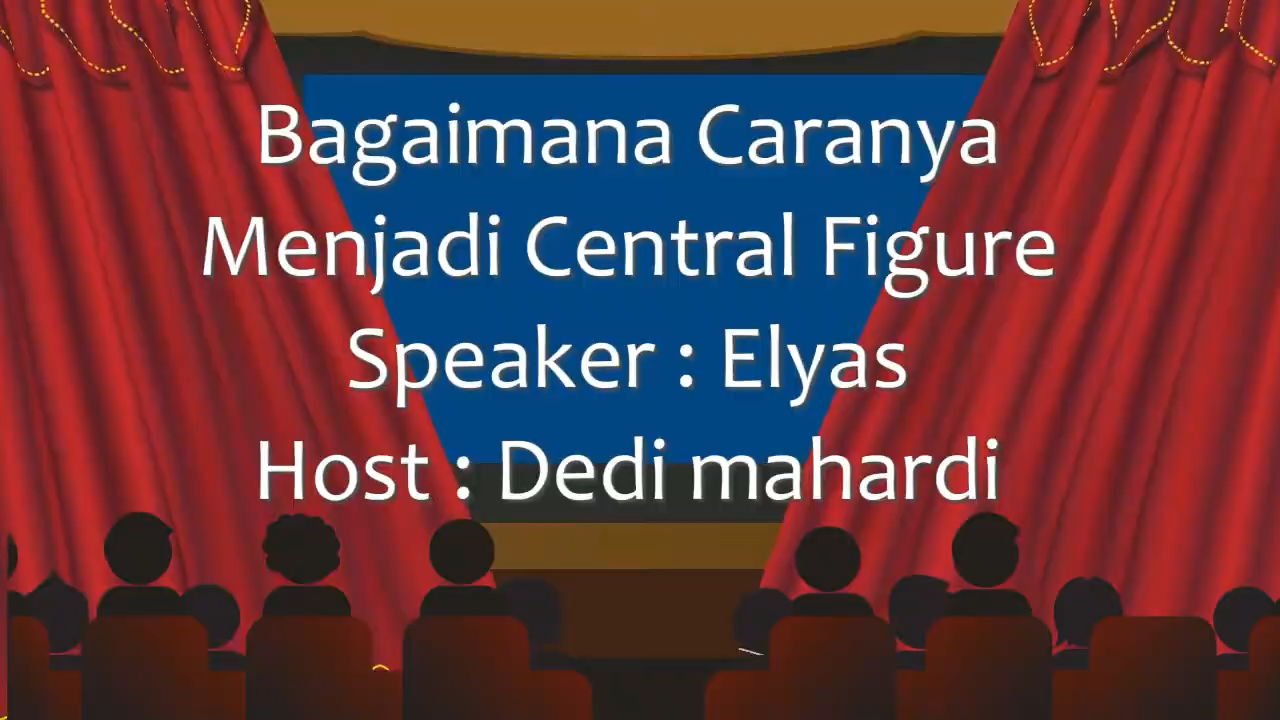 Bagaimana Caranya
Menjadi Central Figure
Speaker : Elyas
Host : Dedi mahardi